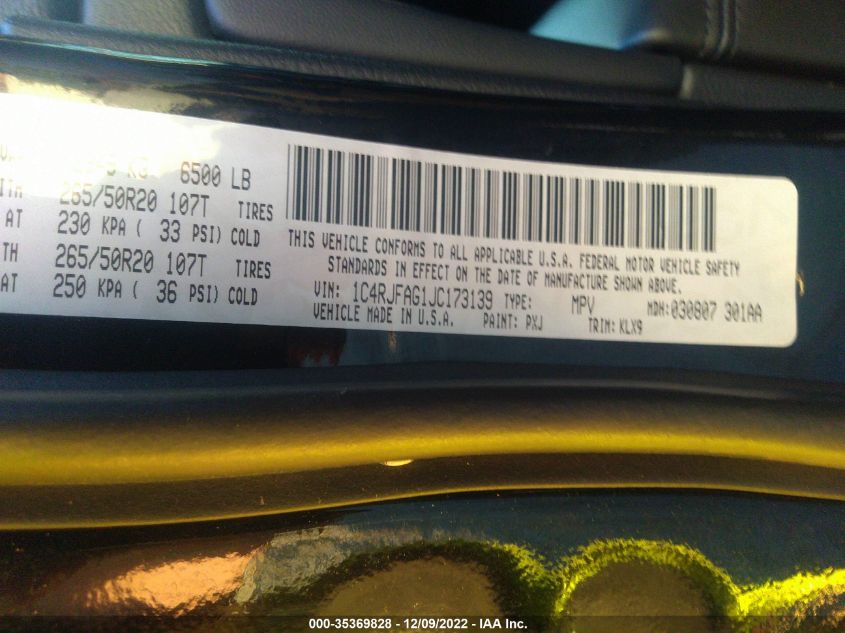 6500 LB
265/50R20 107T TIRES
AT 230 KPA ( 33 PSI) COLD
TH 265/50R20 107T TIRES
AT 250 KPA ( 36 PSI) COLD
THIS VEHICLE CONFORMS TO ALL APPLICABLE U.S.A. FEDERAL MOTOR VEHICLE SAFETY
STANDARDS IN EFFECT ON THE DATE OF MANUFACTURE SHOWN ABOVE.
VIN: 1C4RJFAG1JC173139 TYPE: MPV MDH:030807 301AA
VEHICLE MADE IN U.S.A. PAINT: PXJ TRIM: KLX9
000-35369828 - 12/09/2022 - IAA Inc.